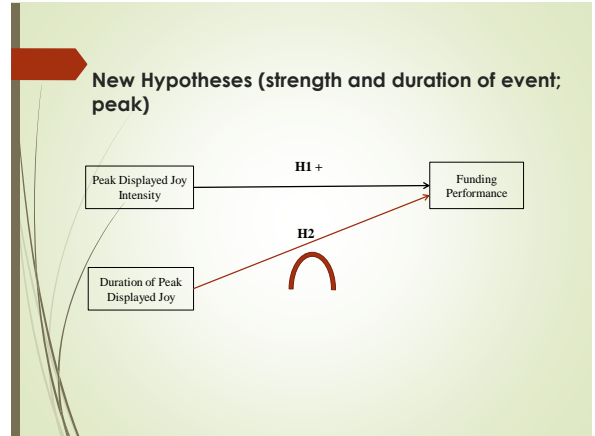 New Hypotheses (strength and duration of event;
peak)
H1 +
Peak Displayed Joy
Intensity
Funding
Performance
H2
Duration of Peak
Displayed Joy